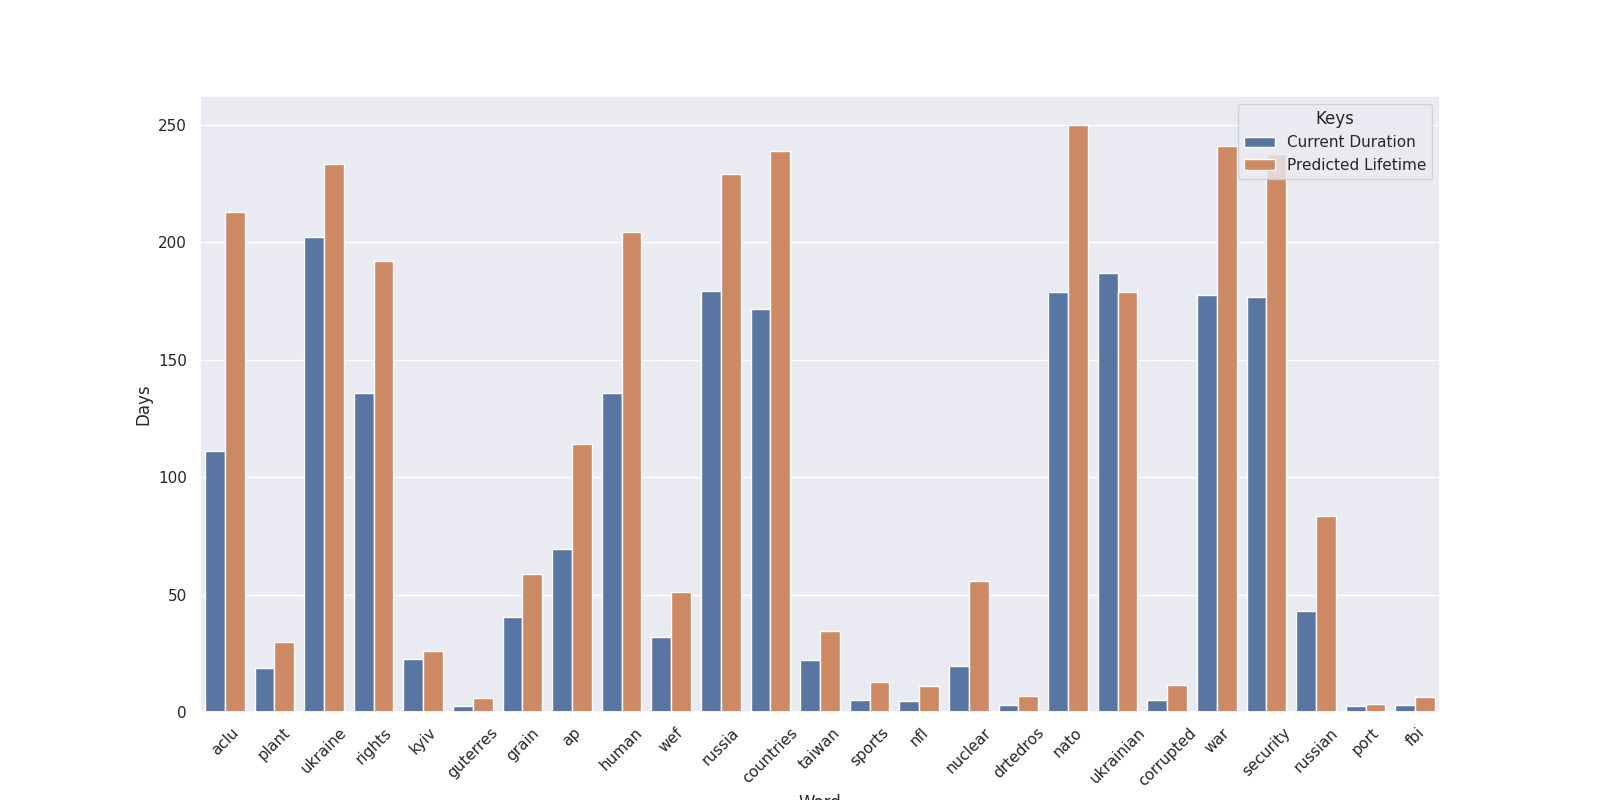 Keys
Current Duration
Predicted Lifetime
Days
250
200
150
100
50
0
aclu
plant
ukraine
rights
kyiv
guterres
grain
ap
human
wef
russia
countries
taiwan
sports
nfl
nuclear
drtedros
nato
ukrainian
corrupted
war
security
russian
port
fbi
Word